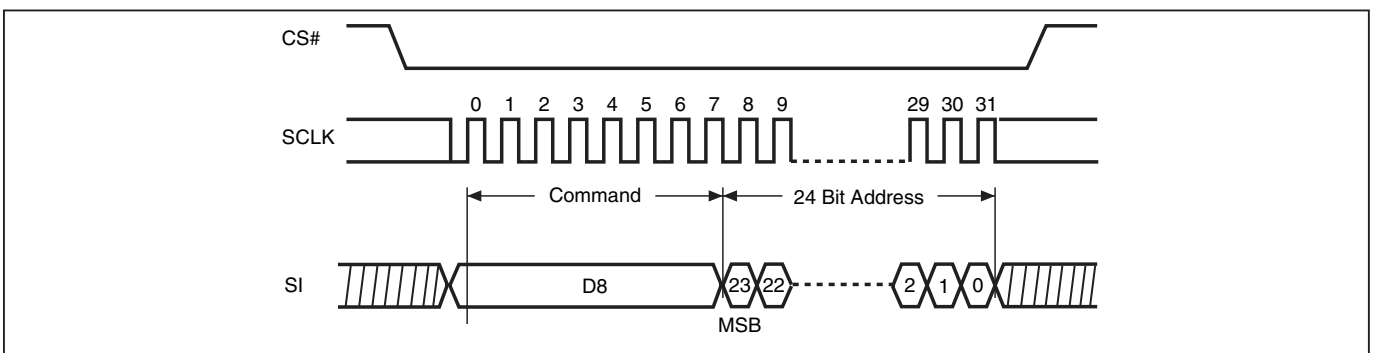 CS#
0 1 2 3 4 5 6 7 8 9 29 30 31
SCLK
Command 24 Bit Address
SI D8 23 22 2 1 0
MSB